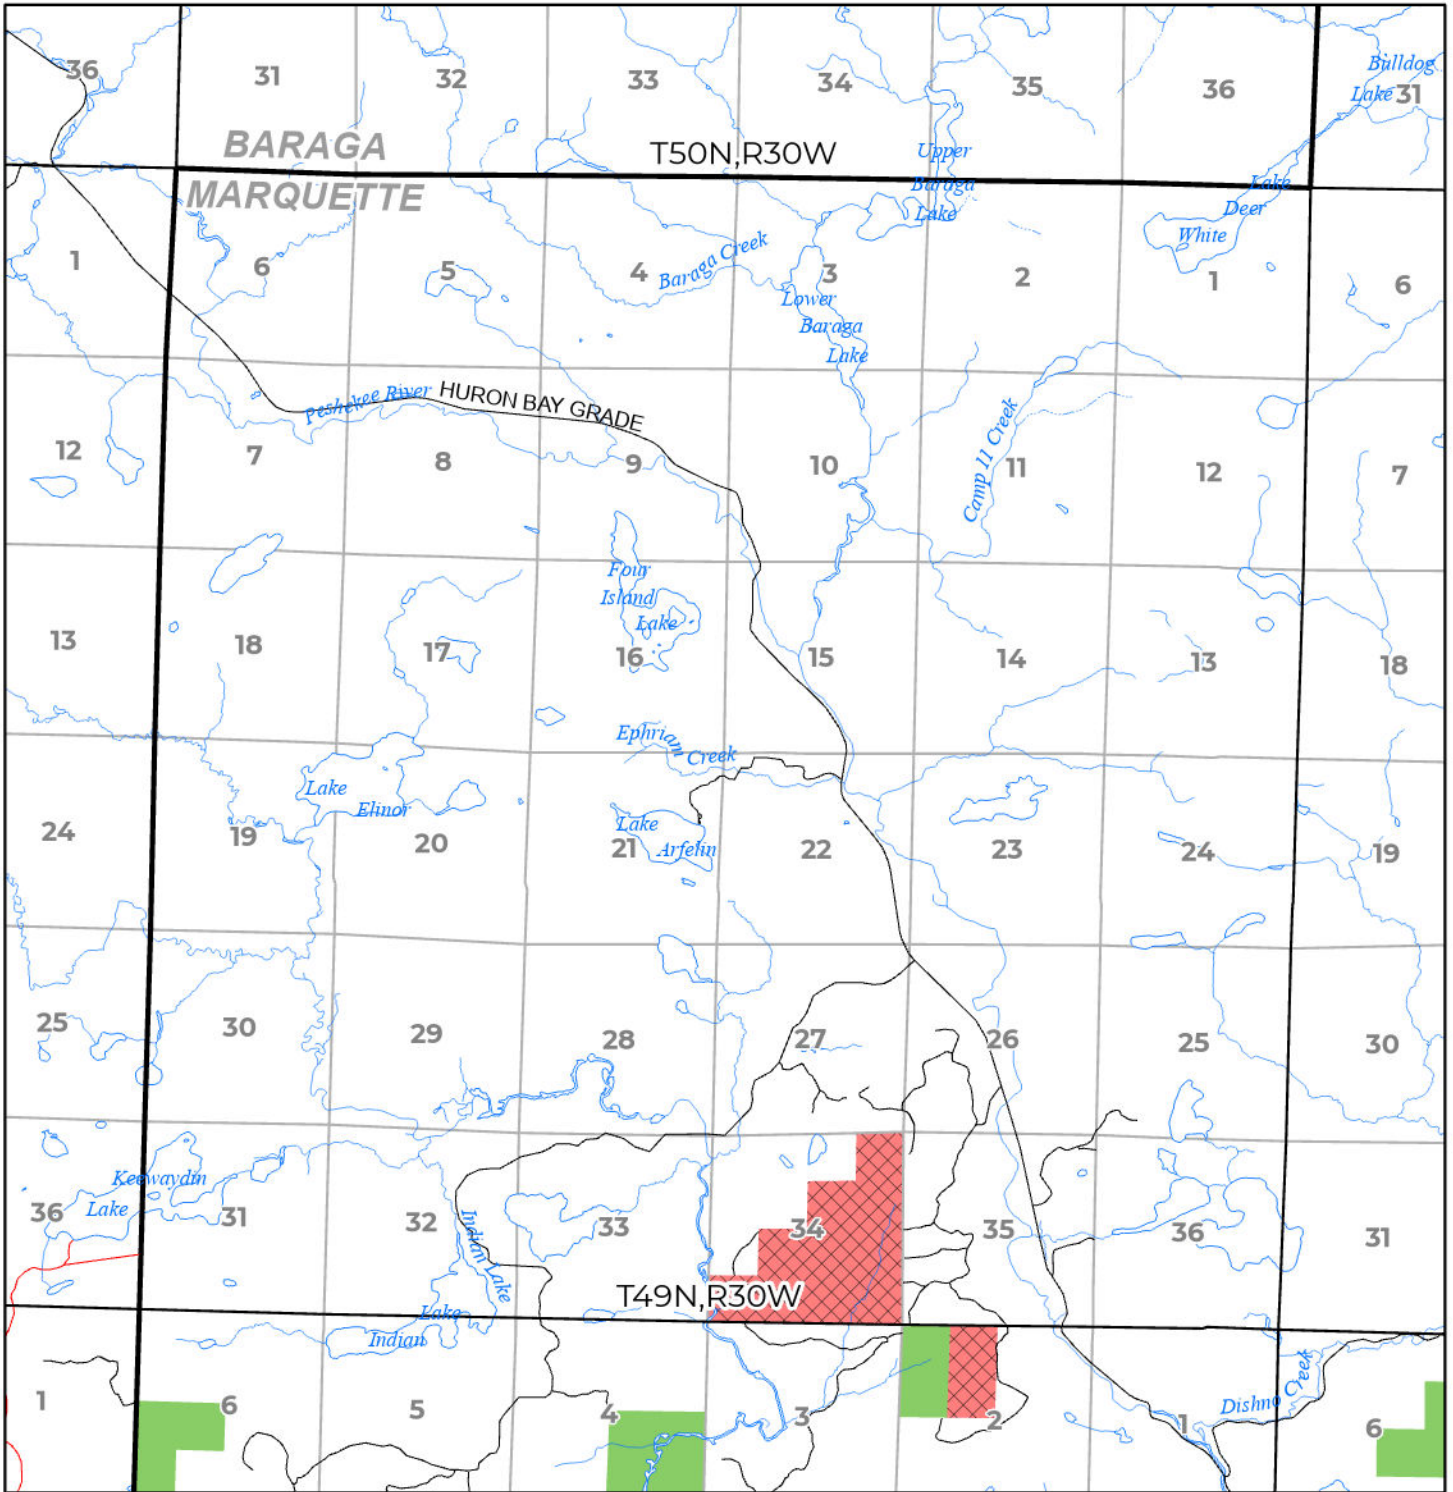 36
31
32
33
34
35
36
Bulldog
Lake
31
BARAGA
T50N,R30W
Upper
Baraga
Lake
MARQUETTE
Lake
Deer
White
1
6
5
4
Baraga Creek
3
2
1
6
Lower
Baraga
Lake
Peshekee River
HURON BAY GRADE
12
7
8
9
10
Camp 11 Creek
11
12
7
Four
Island
Lake
13
18
17
16
15
14
13
18
Ephriam Creek
Lake
Elinor
Lake
Arfelin
24
19
20
21
22
23
24
19
25
30
29
28
27
26
25
30
Keewaydin
Lake
36
31
32
33
34
35
36
31
Indian Lake
T49N,R30W
Lake
Indian
1
6
5
4
3
2
1
Dishno Creek
6